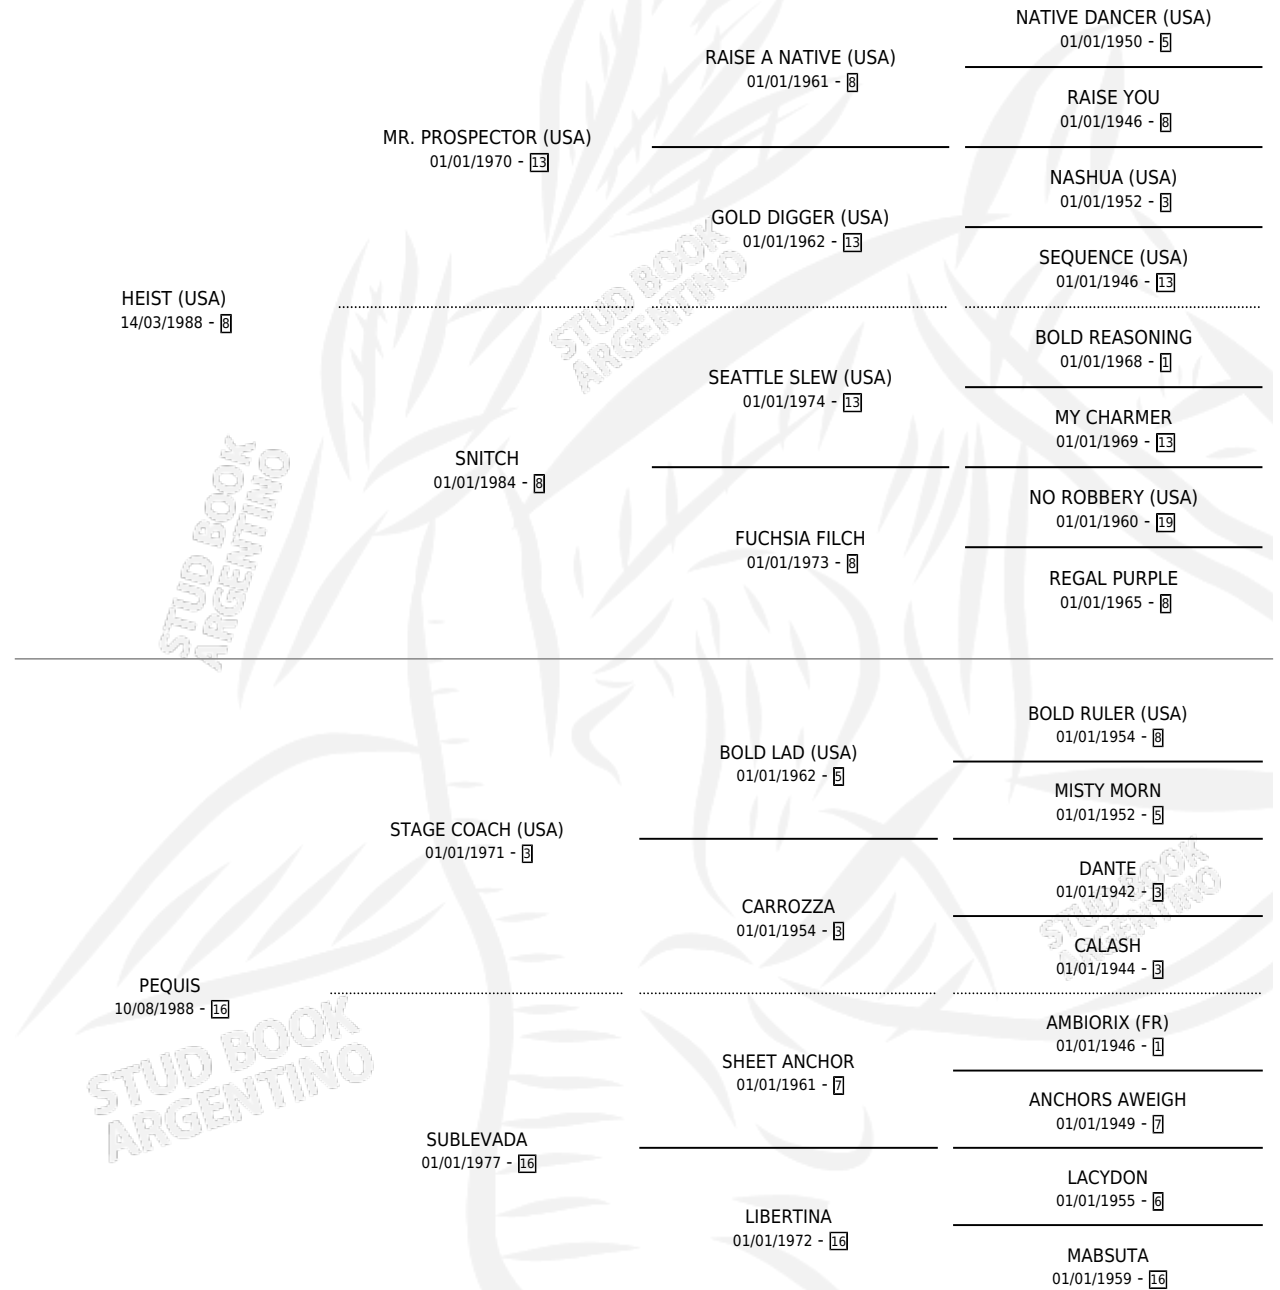 NATIVE DANCER (USA)
01/01/1950 - 5
RAISE A NATIVE (USA)
01/01/1961 - 8
RAISE YOU
01/01/1946 - 8
MR. PROSPECTOR (USA)
01/01/1970 - 13
NASHUA (USA)
01/01/1952 - 3
GOLD DIGGER (USA)
01/01/1962 - 13
SEQUENCE (USA)
01/01/1946 - 13
HEIST (USA)
14/03/1988 - 8
STUD BOOK
ARGENTINO
BOLD REASONING
01/01/1968 - 1
SEATTLE SLEW (USA)
01/01/1974 - 13
MY CHARMER
01/01/1969 - 13
SNITCH
01/01/1984 - 8
NO ROBBERY (USA)
01/01/1960 - 19
FUCHSIA FILCH
01/01/1973 - 8
REGAL PURPLE
01/01/1965 - 8
STUD BOOK
ARGENTINO
BOLD RULER (USA)
01/01/1954 - 8
BOLD LAD (USA)
01/01/1962 - 5
MISTY MORN
01/01/1952 - 5
STAGE COACH (USA)
01/01/1971 - 3
DANTE
01/01/1942 - 3
CARROZZA
01/01/1954 - 3
CALASH
01/01/1944 - 3
STUD BOOK
ARGENTINO
PEQUIS
10/08/1988 - 16
AMBIORIX (FR)
01/01/1946 - 1
SHEET ANCHOR
01/01/1961 - 7
ANCHORS AWEIGH
01/01/1949 - 7
STUD BOOK
ARGENTINO
SUBLEVADA
01/01/1977 - 16
LACYDON
01/01/1955 - 6
LIBERTINA
01/01/1972 - 16
MABSUTA
01/01/1959 - 16